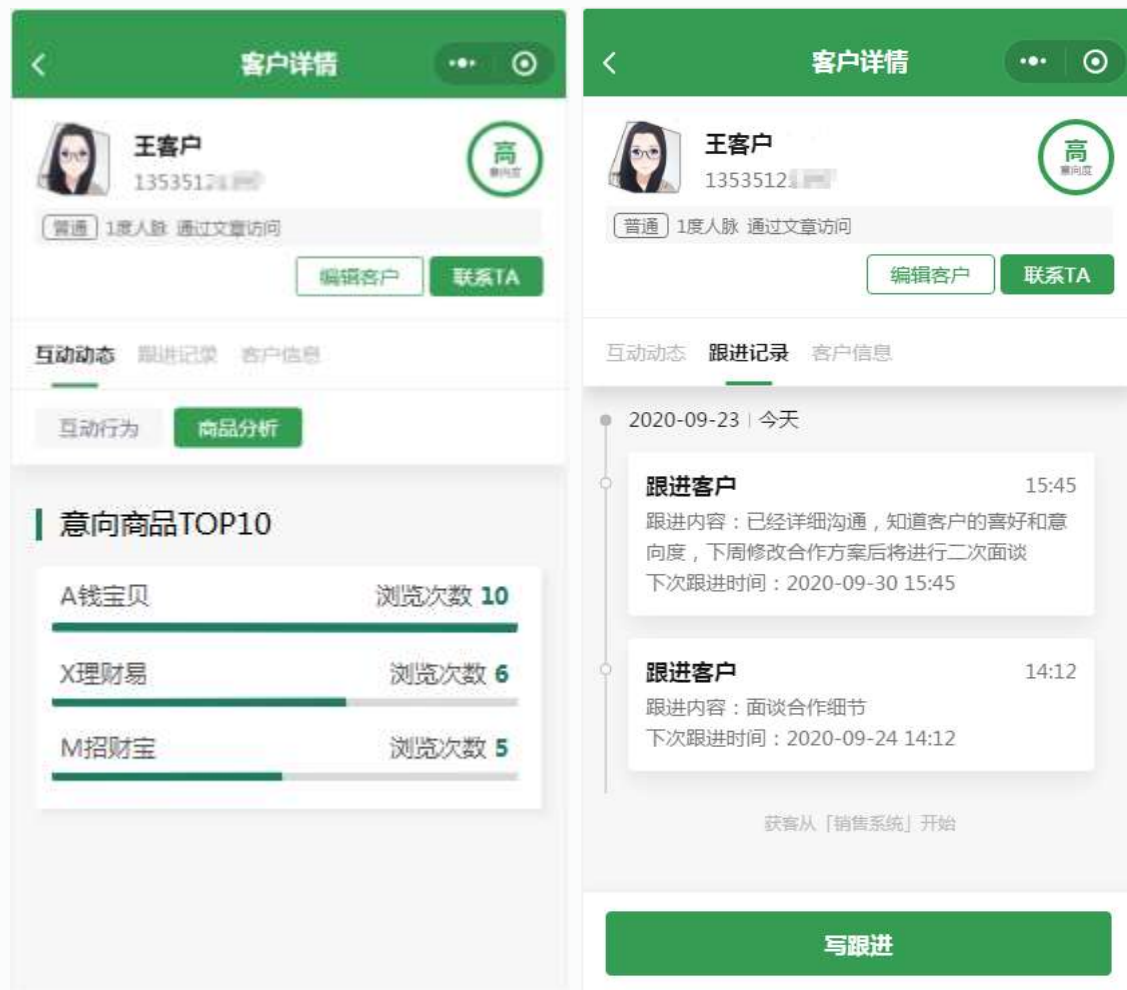 客户详情
王客户
1353512
高
意向度
普通 1度人脉 通过文章访问
编辑客户 联系TA
互动动态 跟进记录 客户信息
互动行为 商品分析
意向商品TOP10
A钱宝贝 浏览次数 10
X理财易 浏览次数 6
M招财宝 浏览次数 5
客户详情
王客户
1353512
高
意向度
普通 1度人脉 通过文章访问
编辑客户 联系TA
互动动态 跟进记录 客户信息
2020-09-23 | 今天
跟进客户 15:45
跟进内容：已经详细沟通，知道客户的喜好和意
向度，下周修改合作方案后将进行二次面谈
下次跟进时间：2020-09-30 15:45
跟进客户 14:12
跟进内容：面谈合作细节
下次跟进时间：2020-09-24 14:12
获客从「销售系统」开始
写跟进